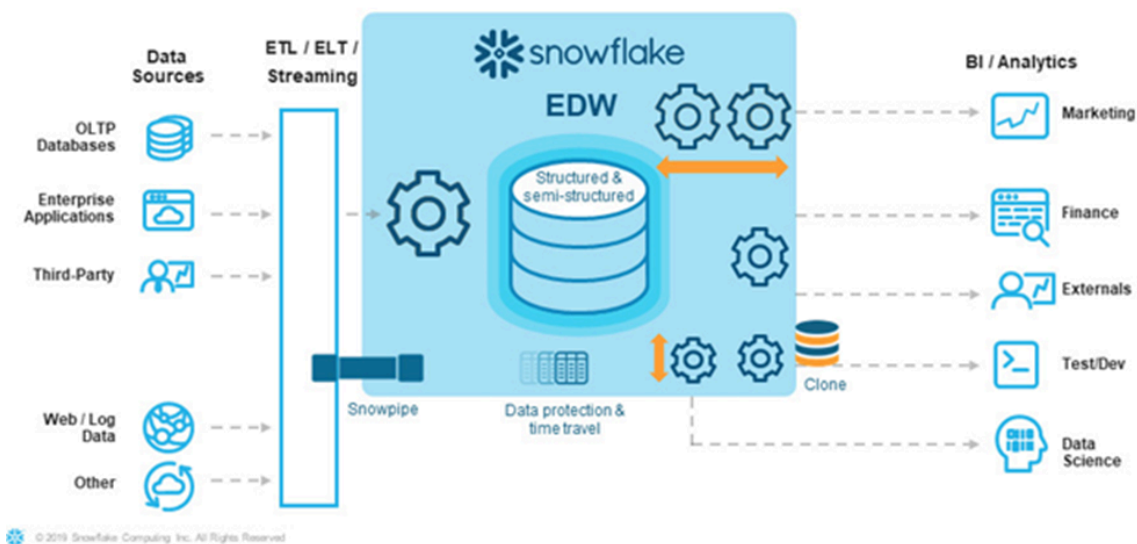 Data
Sources
ETL / ELT /
Streaming
snowflake
EDW
BI / Analytics
OLTP
Databases
Enterprise
Applications
Third-Party
Web / Log
Data
Other
Structured &
semi-structured
Snowpipe
Data protection &
time travel
Clone
Marketing
Finance
Externals
Test/Dev
Data
Science
© 2019 Snowflake Computing Inc. All Rights Reserved